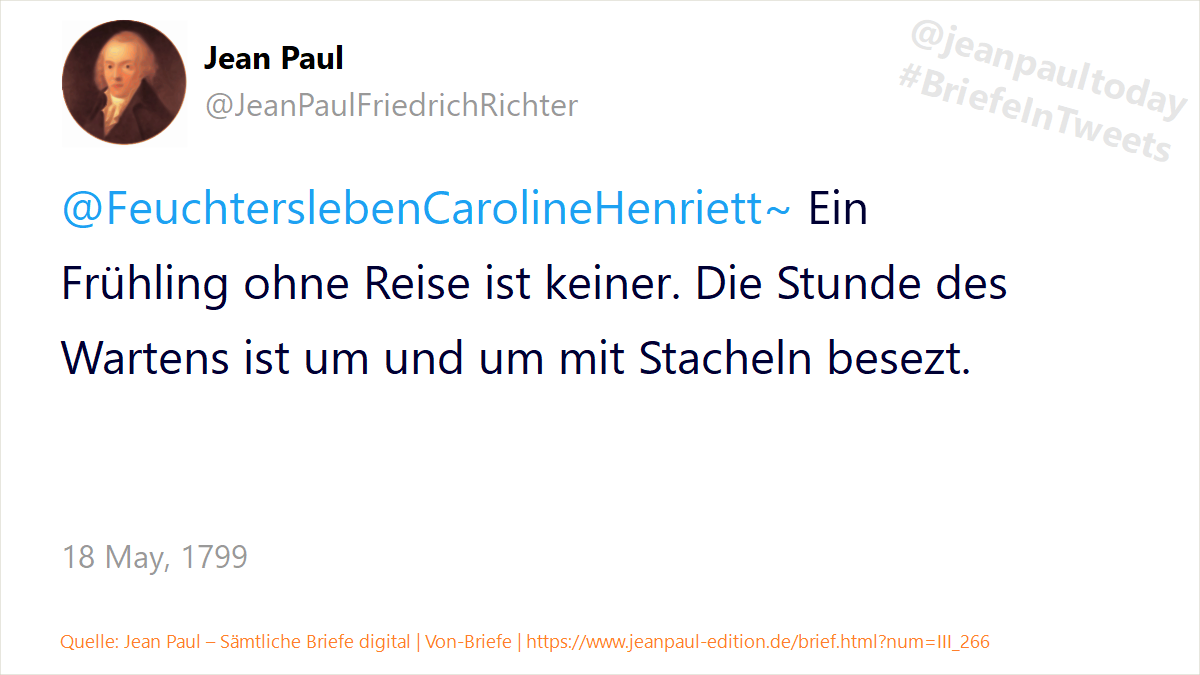 Jean Paul
@JeanPaulFriedrichRichter
@jeanpaultoday
#BriefeInTweets
@FeuchterslebenCarolineHenriett~ Ein
Frühling ohne Reise ist keiner. Die Stunde des
Wartens ist um und um mit Stacheln besezt.
18 May, 1799
Quelle: Jean Paul – Sämtliche Briefe digital | Von-Briefe | https://www.jeanpaul-edition.de/brief.html?num=III_266